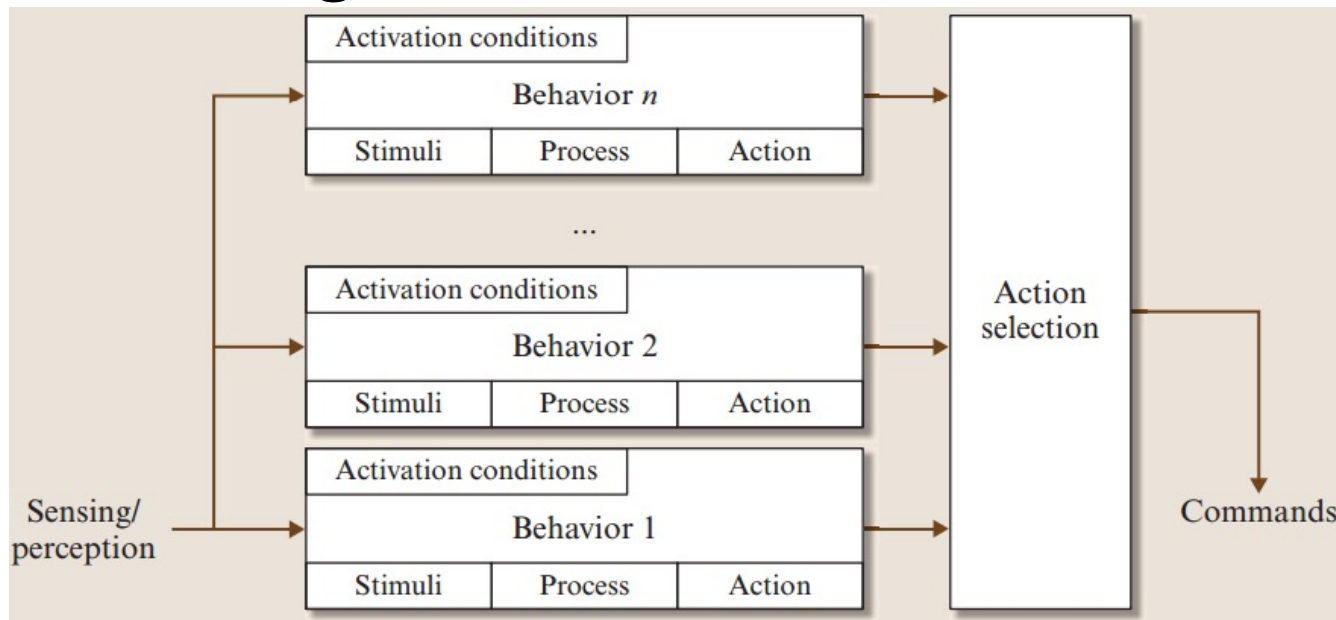 Activation conditions
Behavior n
Stimuli Process Action
...
Activation conditions
Behavior 2
Stimuli Process Action
Activation conditions
Behavior 1
Stimuli Process Action
Sensing/
perception
Action
selection
Commands